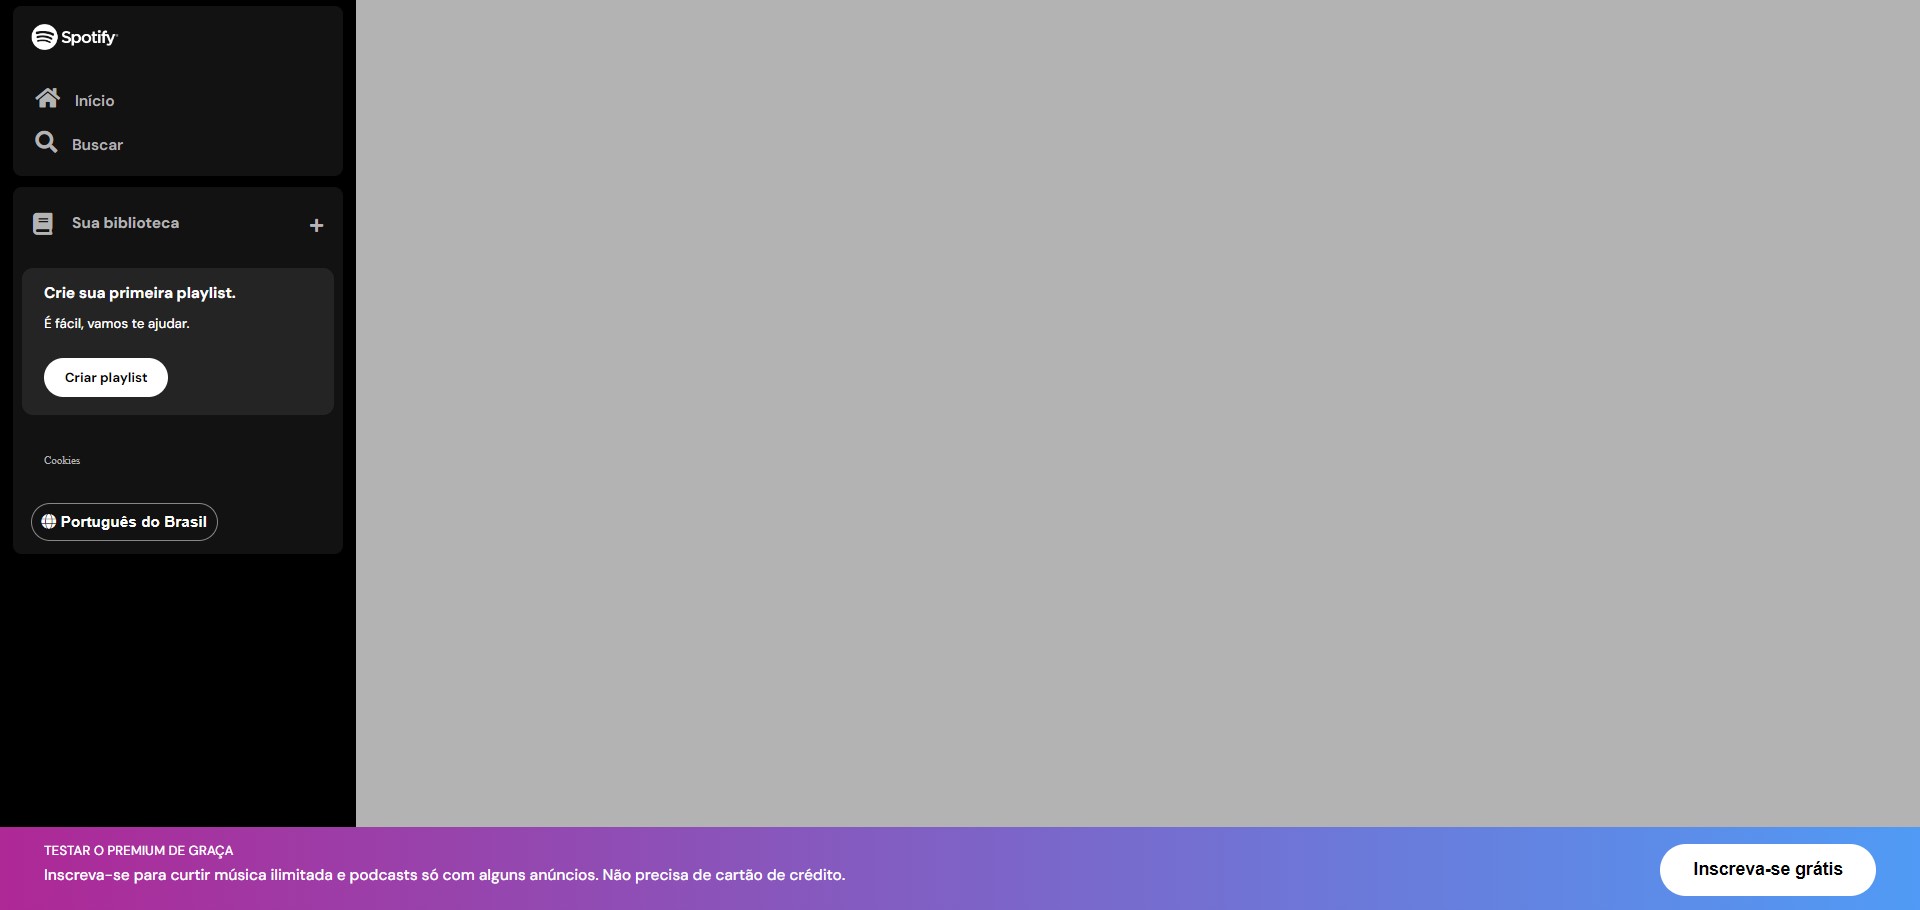 Spotify
Início
Buscar
Sua biblioteca
Crie sua primeira playlist.
É fácil, vamos te ajudar.
Criar playlist
Cookies
Português do Brasil
TESTAR O PREMIUM DE GRAÇA
Inscreva-se para curtir música ilimitada e podcasts só com alguns anúncios. Não precisa de cartão de crédito.
Inscreva-se grátis